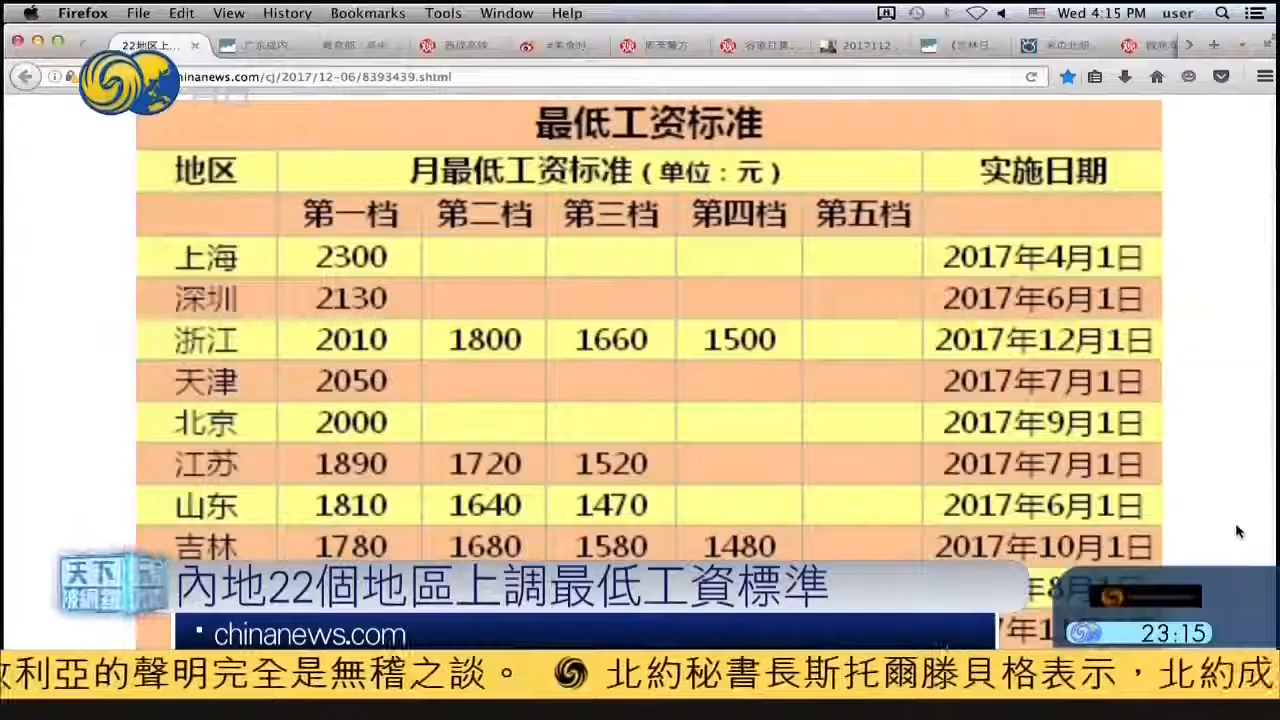 Firefox File Edit View History Bookmarks Tools Window Help Wed 4:15 PM user
22地区上...
2017112...
hinanews.com/cj/2017/12-06/8393439.shtml
最低工资标准
地区 月最低工资标准（单位：元） 实施日期
第一档 第二档 第三档 第四档 第五档
上海 2300 2017年4月1日
深圳 2130 2017年6月1日
浙江 2010 1800 1660 1500 2017年12月1日
天津 2050 2017年7月1日
北京 2000 2017年9月1日
江苏 1890 1720 1520 2017年7月1日
山东 1810 1640 1470 2017年6月1日
吉林 1780 1680 1580 1480 2017年10月1日
天下
內地22個地區上調最低工資標準
chinanews.com
23:15
利亞的聲明完全是無稽之談。 北約秘書長斯托爾滕貝格表示，北約成